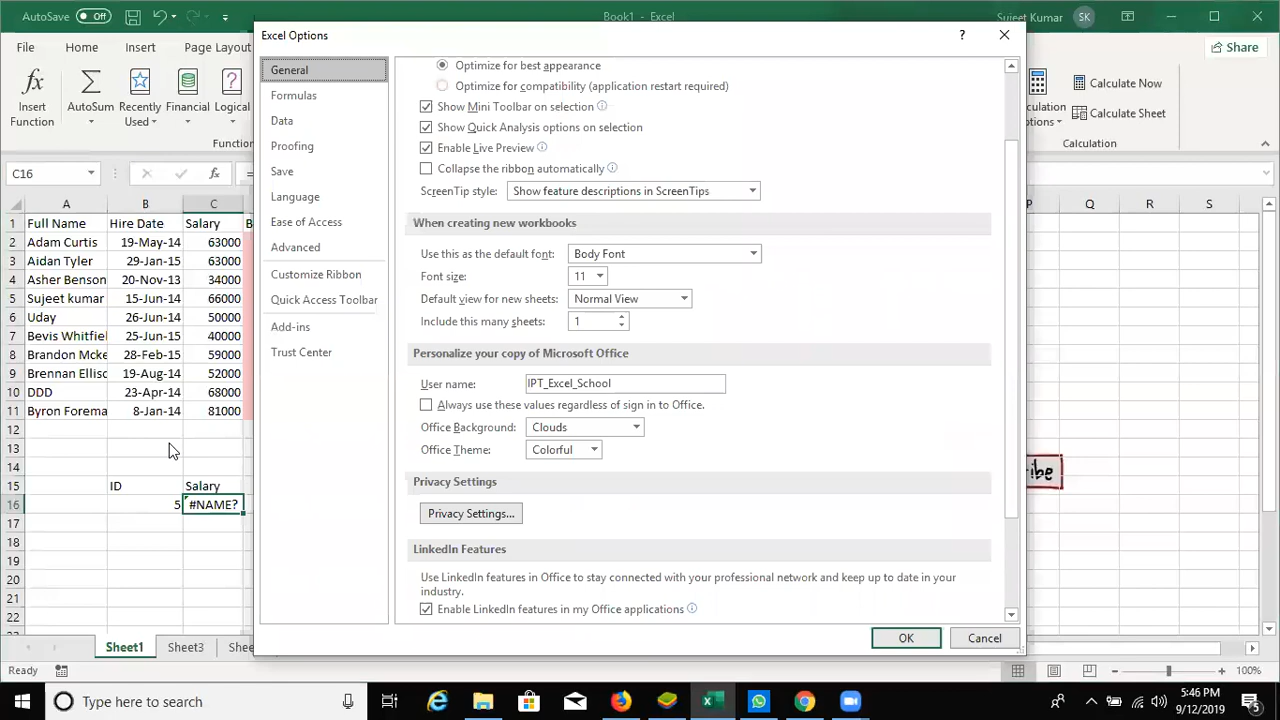 AutoSave Off Book1 - Excel Sujeet Kumar SK
File Home Insert Page Layout Share
Insert Function AutoSum Recently Used Financial Logical
Calculation Options Calculate Now
Calculate Sheet
Calculation
C16
A B C P Q R S
1 Full Name Hire Date Salary B
2 Adam Curtis 19-May-14 63000
3 Aidan Tyler 29-Jan-15 63000
4 Asher Benson 20-Nov-13 34000
5 Sujeet kumar 15-Jun-14 66000
6 Uday 26-Jun-14 50000
7 Bevis Whitfie 25-Jun-15 40000
8 Brandon Mcke 28-Feb-15 59000
9 Brennan Ellisc 19-Aug-14 52000
10 DDD 23-Apr-14 68000
11 Byron Forema 8-Jan-14 81000
12
13
14
15 ID Salary
16 5 #NAME?
17
18
19
20
21
22
Sheet1 Sheet3
Ready 100%
Excel Options ?
General
Formulas
Data
Proofing
Save
Language
Ease of Access
Advanced
Customize Ribbon
Quick Access Toolbar
Add-ins
Trust Center
Optimize for best appearance
Optimize for compatibility (application restart required)
Show Mini Toolbar on selection
Show Quick Analysis options on selection
Enable Live Preview
Collapse the ribbon automatically
ScreenTip style: Show feature descriptions in ScreenTips
When creating new workbooks
Use this as the default font: Body Font
Font size: 11
Default view for new sheets: Normal View
Include this many sheets: 1
Personalize your copy of Microsoft Office
User name: IPT_Excel_School
Always use these values regardless of sign in to Office.
Office Background: Clouds
Office Theme: Colorful
Privacy Settings
Privacy Settings...
LinkedIn Features
Use LinkedIn features in Office to stay connected with your professional network and keep up to date in your
industry.
Enable LinkedIn features in my Office applications
OK Cancel
Type here to search
5:46 PM
9/12/2019
5